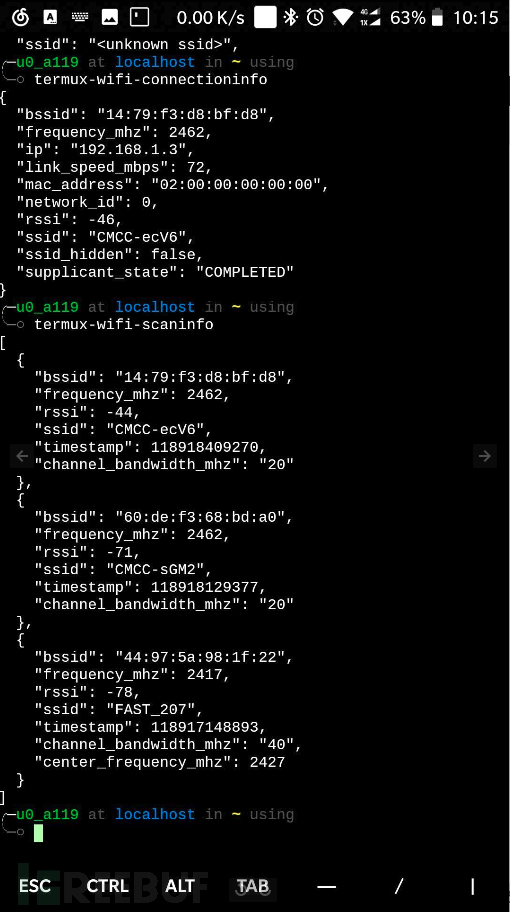 0.00 K/s 4G 1X 63% 10:15
"ssid": "<unknown ssid>",
u0_a119 at localhost in ~ using
termux-wifi-connectioninfo
{
"bssid": "14:79:f3:d8:bf:d8",
"frequency_mhz": 2462,
"ip": "192.168.1.3",
"link_speed_mbps": 72,
"mac_address": "02:00:00:00:00:00",
"network_id": 0,
"rssi": -46,
"ssid": "CMCC-ecV6",
"ssid_hidden": false,
"supplicant_state": "COMPLETED"
}
u0_a119 at localhost in ~ using
termux-wifi-scaninfo
[
{
"bssid": "14:79:f3:d8:bf:d8",
"frequency_mhz": 2462,
"rssi": -44,
"ssid": "CMCC-ecV6",
"timestamp": 118918409270,
"channel_bandwidth_mhz": "20"
},
{
"bssid": "60:de:f3:68:bd:a0",
"frequency_mhz": 2462,
"rssi": -71,
"ssid": "CMCC-sGM2",
"timestamp": 118918129377,
"channel_bandwidth_mhz": "20"
},
{
"bssid": "44:97:5a:98:1f:22",
"frequency_mhz": 2417,
"rssi": -78,
"ssid": "FAST_207",
"timestamp": 118917148893,
"channel_bandwidth_mhz": "40",
"center_frequency_mhz": 2427
}
]
u0_a119 at localhost in ~ using
ESC CTRL ALT TAB — / |
FREEBUF